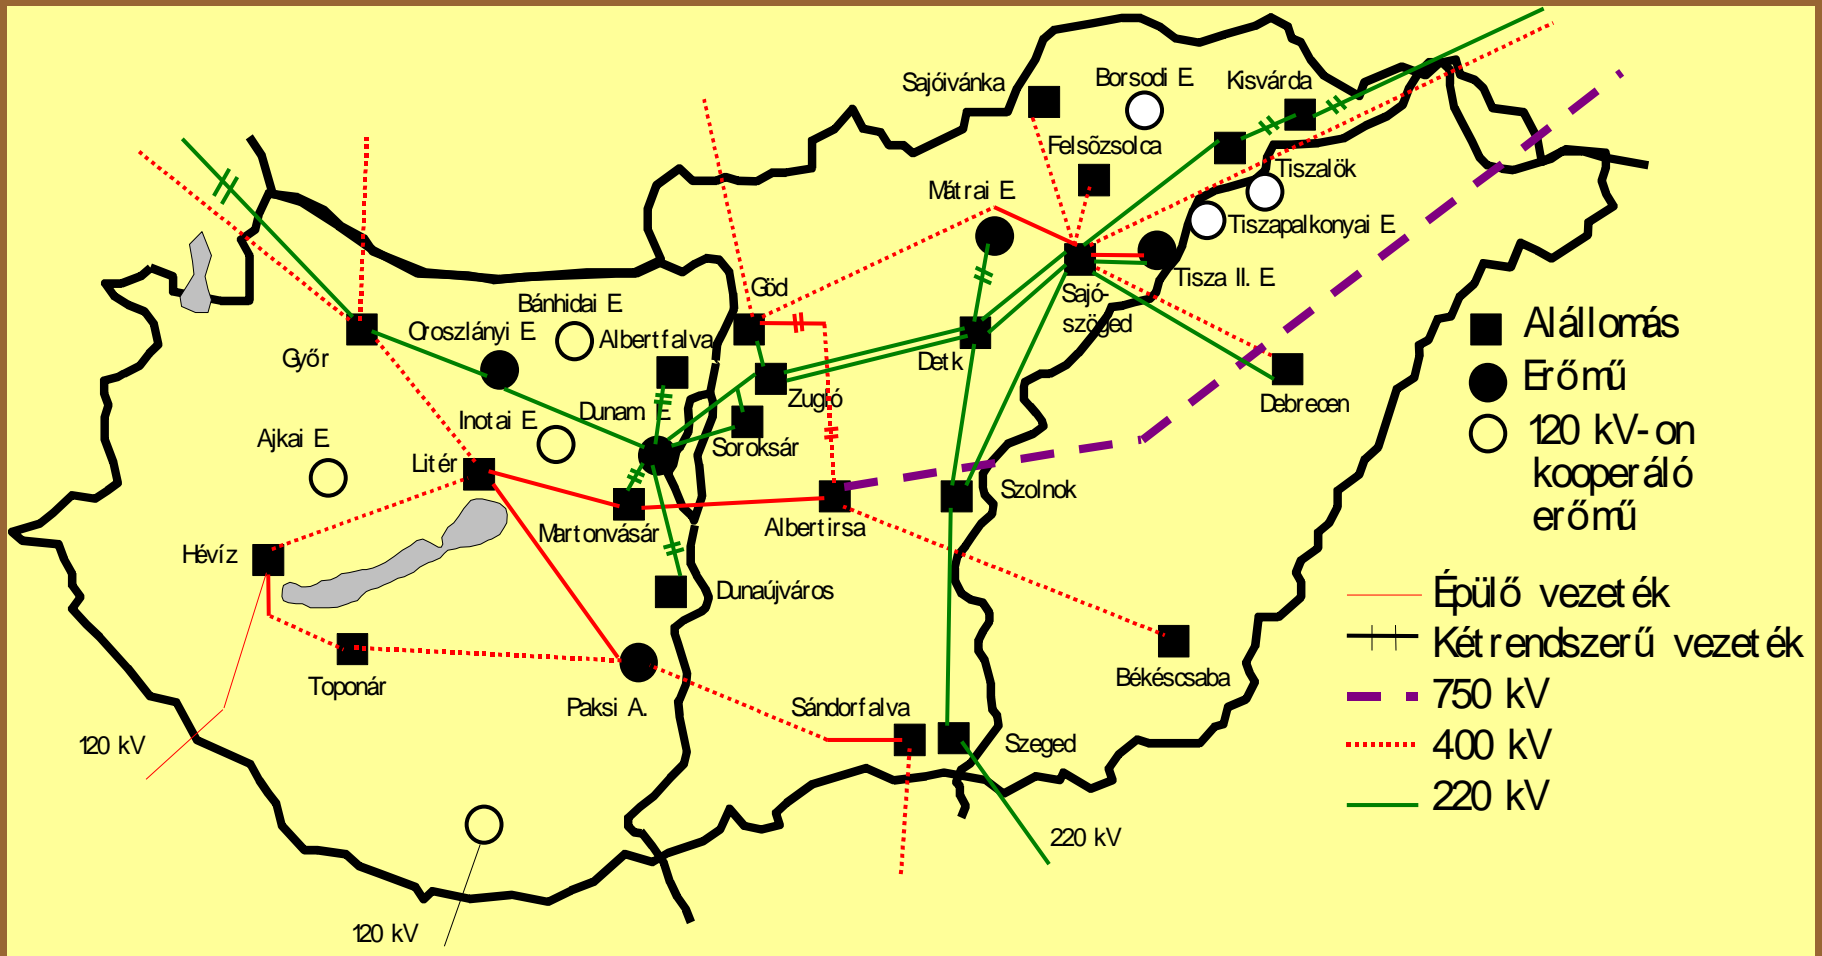 Sajóivánka
Borsodi E.
Kisvárda
Felsõzsolca
Tiszalök
Mátrai E.
Tiszapalkonyai E.
Göd
Tisza II. E.
Bánhidai E.
Sajó-
szöged
Oroszlányi E.
Albertfalva
Győr
Detk
Zugló
Debrecen
Dunam E.
Inotai E.
Ajkai E.
Soroksár
Litér
Szolnok
Albertirsa
Martonvásár
Hévíz
Dunaújváros
Toponár
Békéscsaba
Paksi A.
Sándorfalva
Szeged
120 kV
220 kV
120 kV
Alállomás
Erőmű
120 kV-on
kooperáló
erőmű
Épülő vezeték
Kétrendszerű vezeték
750 kV
400 kV
220 kV